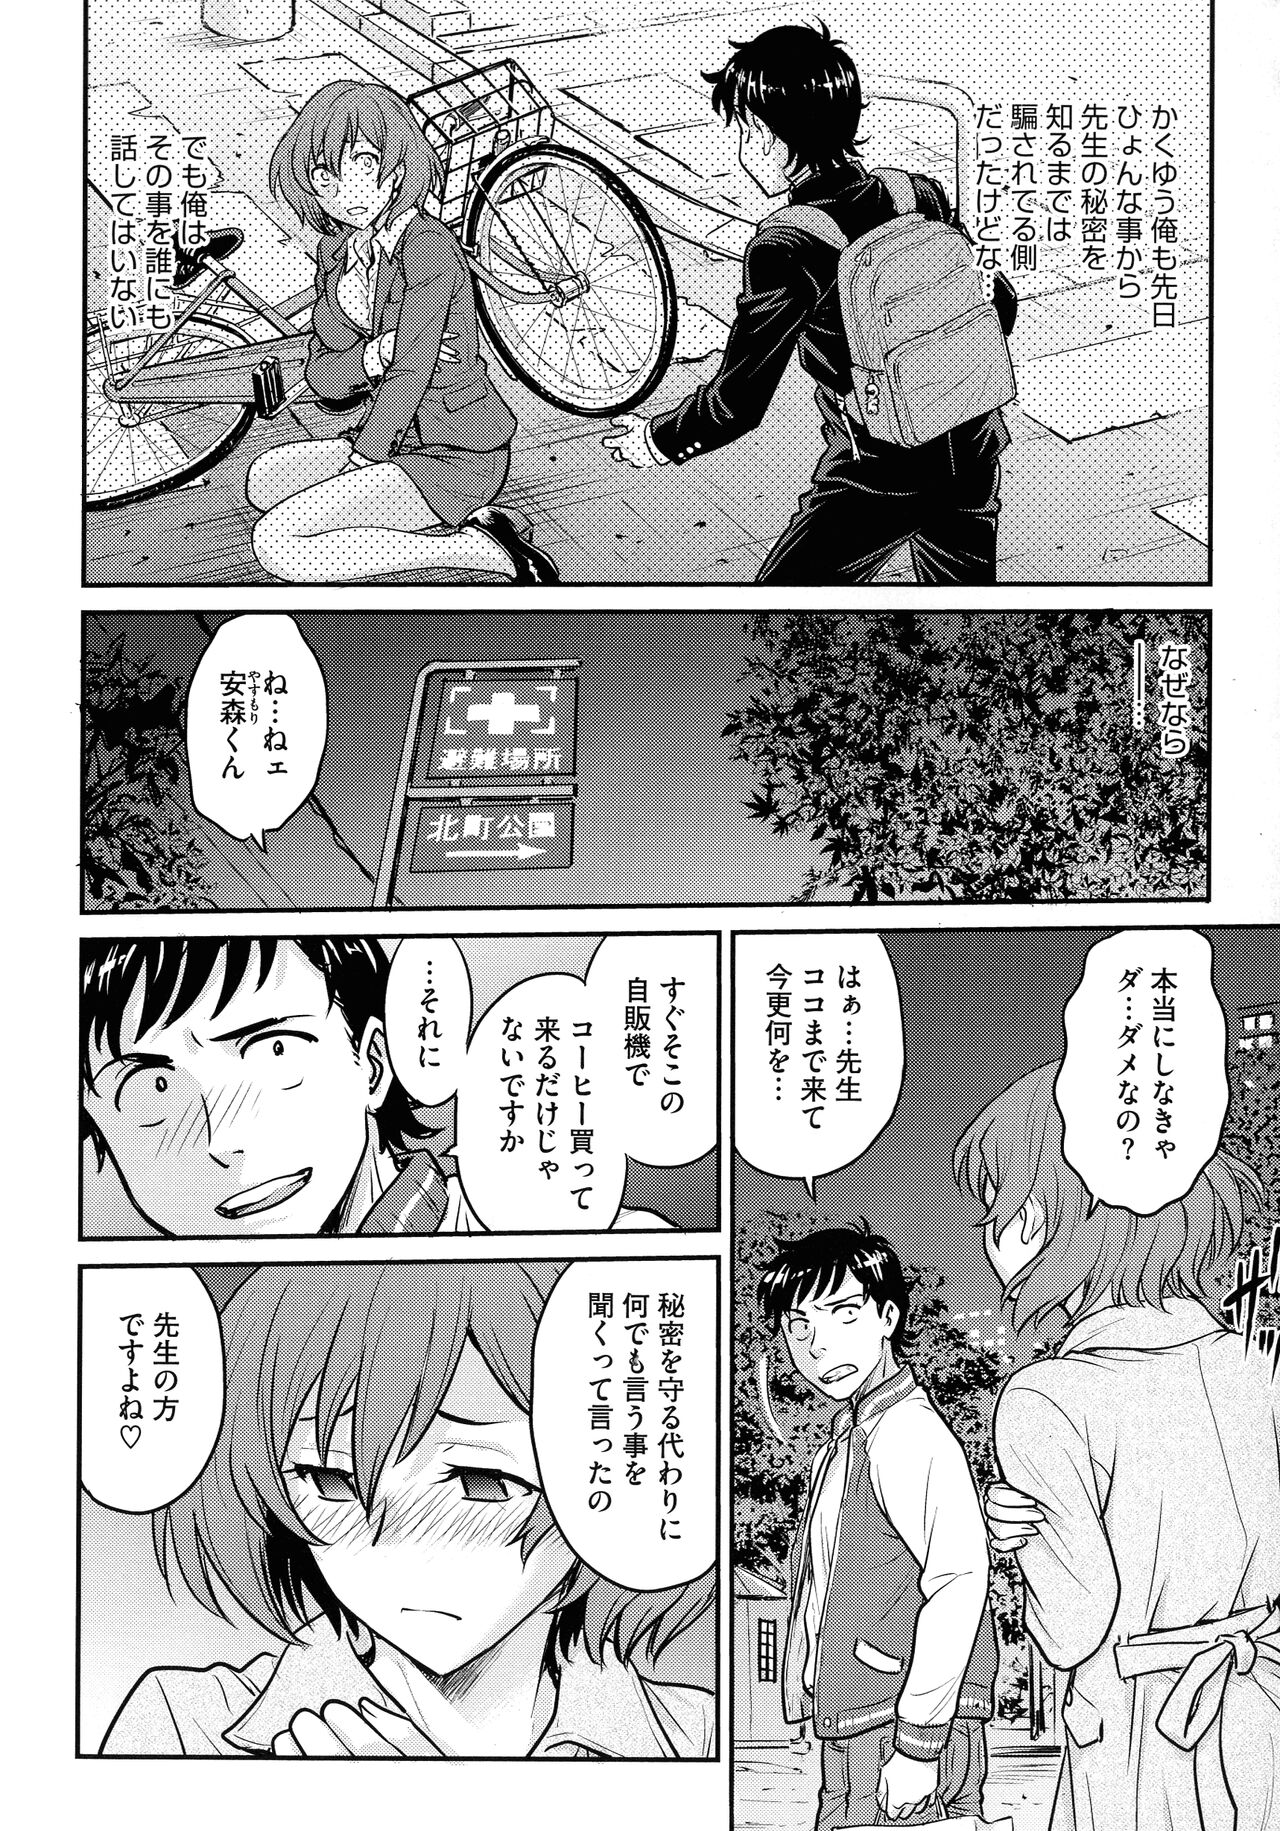 かくゆう俺も先日
ひょんな事から
先生の秘密を
知るまでは
騙されてる側
だったけどな…
でも俺は
その事を誰にも
話してはいない
なぜなら
――…
ね…ねェ
安森くん
やすもり
避難場所
北町公園
本当にしなきゃ
ダ…ダメなの?
はぁ…先生
ココまで来て
今更何を…
すぐそこの
自販機で
コーヒー買って
来るだけじゃ
ないですか
…それに
秘密を守る代わりに
何でも言う事を
聞くって言ったの
先生の方
ですよね♡